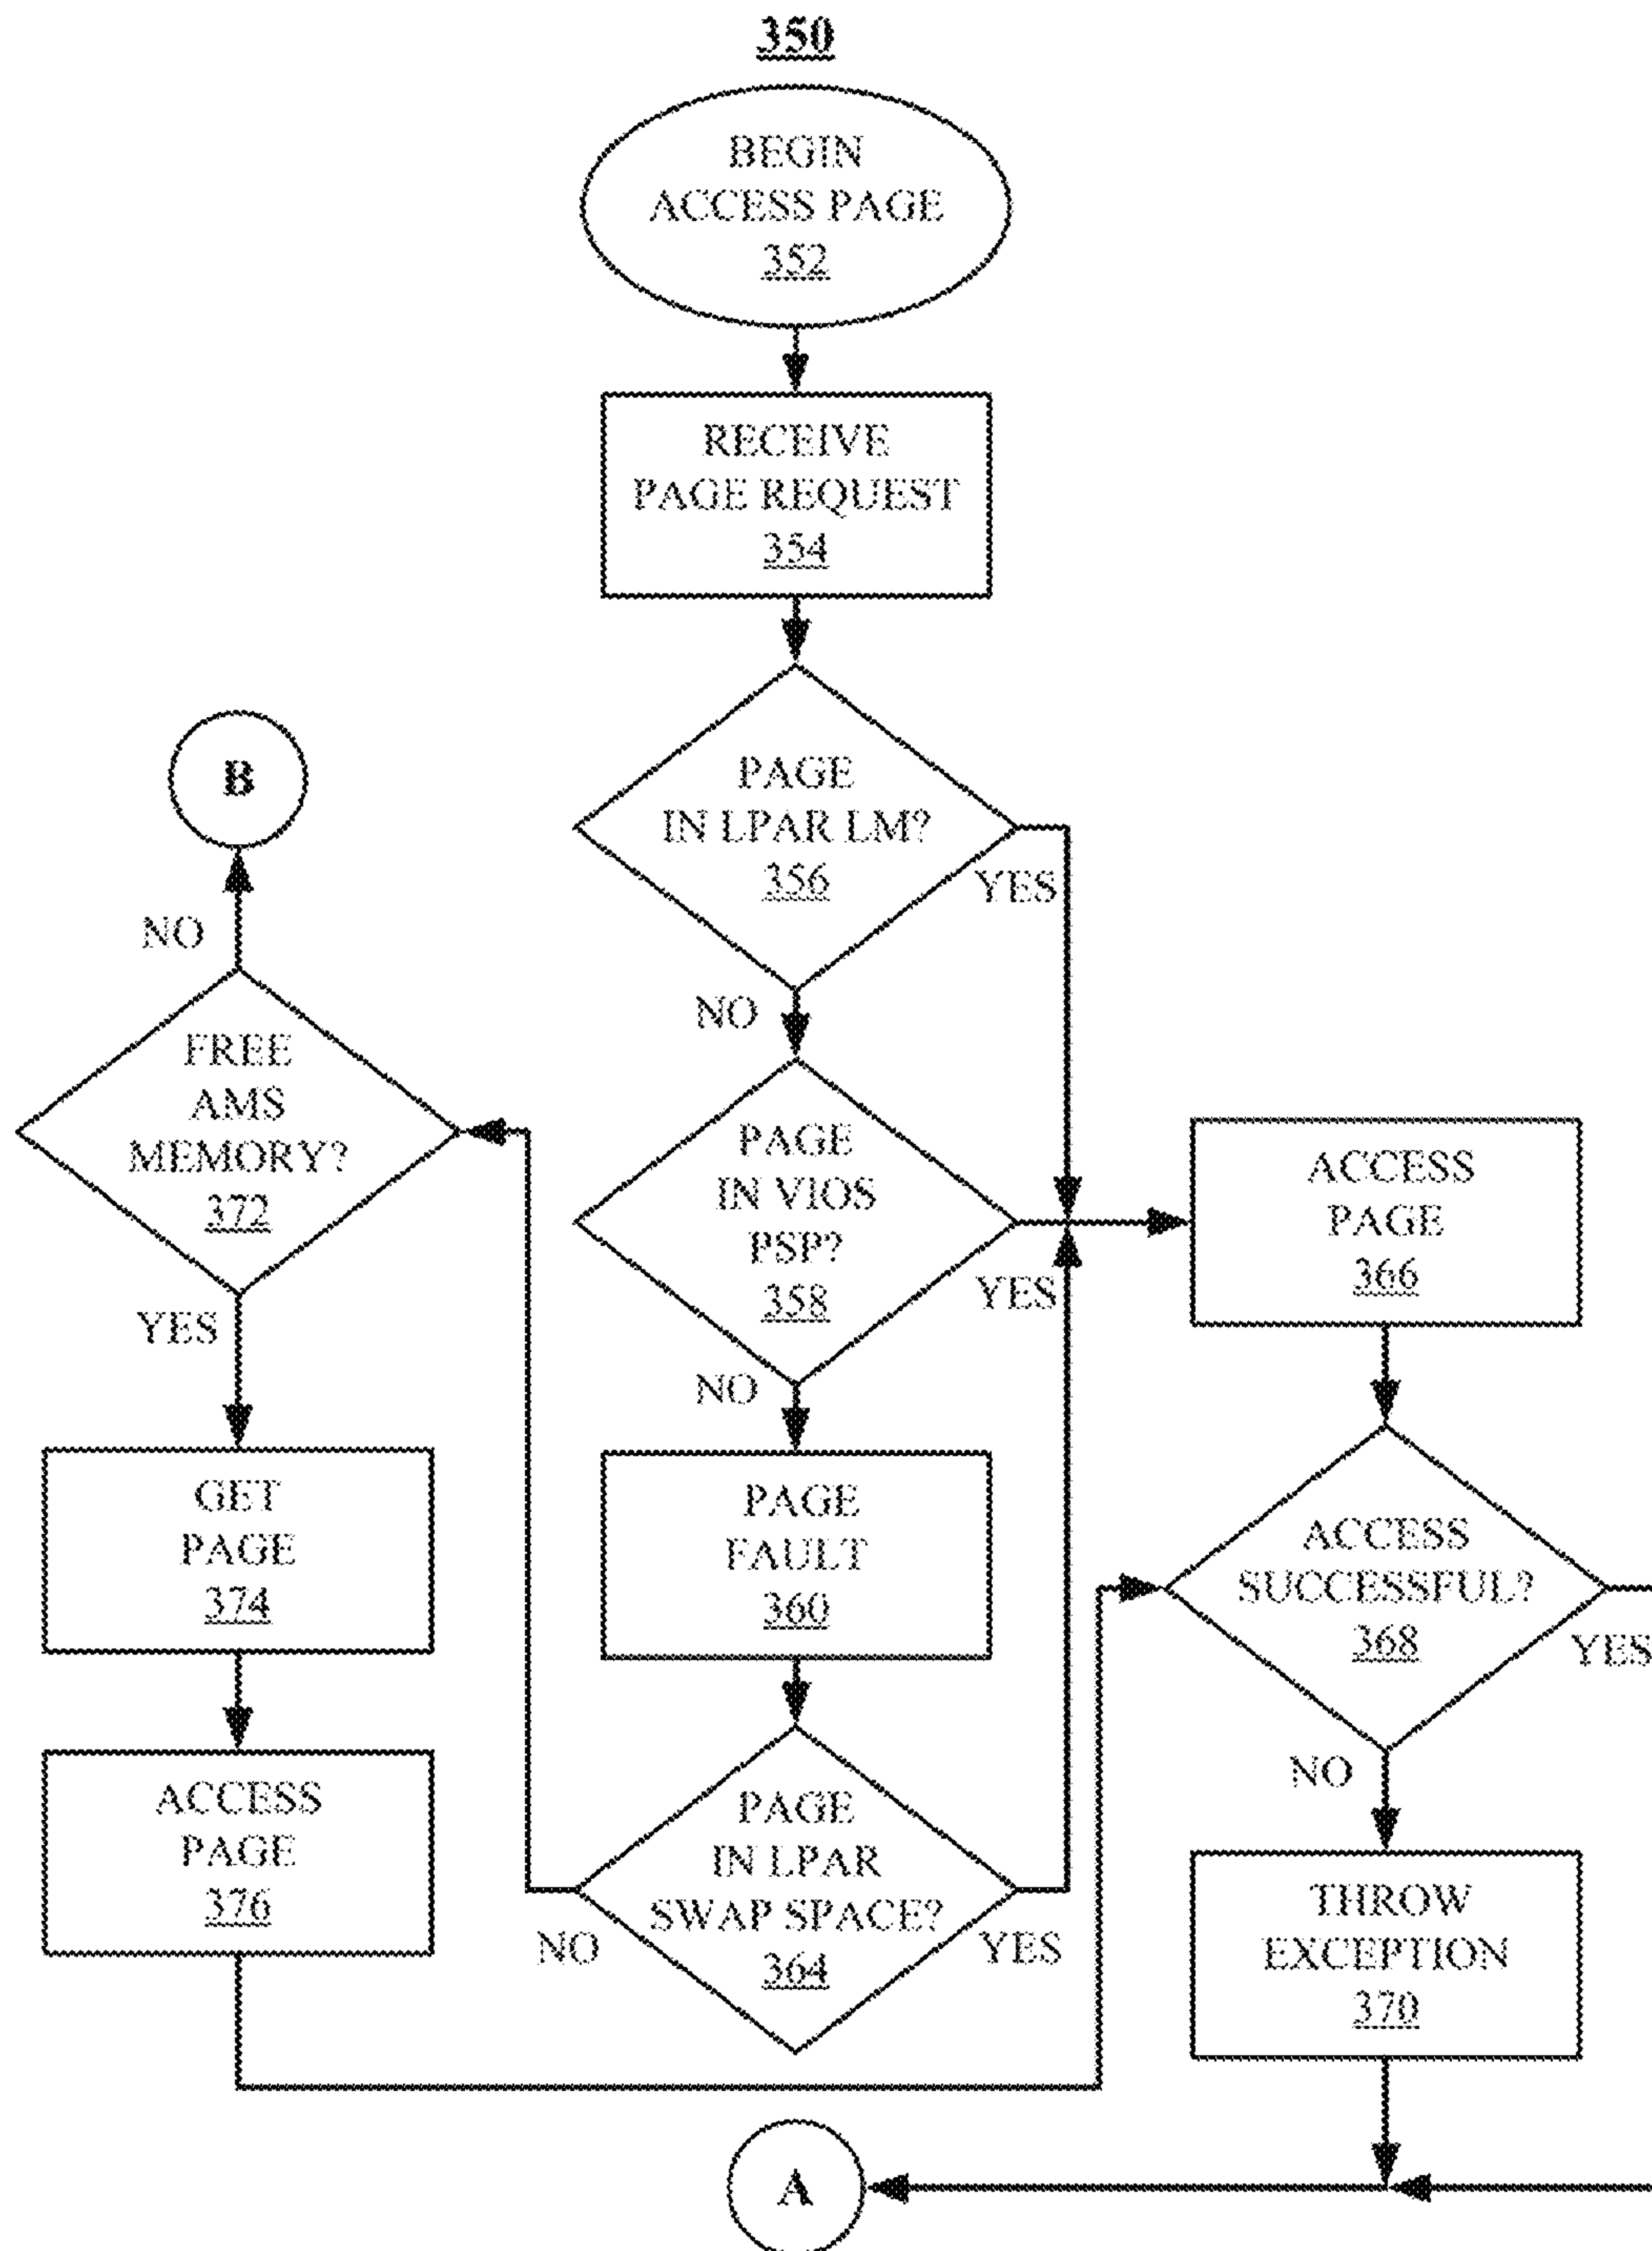 350
BEGIN
ACCESS PAGE
352
RECEIVE
PAGE REQUEST
354
PAGE
IN LPAR LM?
356
YES
NO
B
NO
FREE
AMS
MEMORY?
372
YES
PAGE
IN VIOS
PSP?
358
YES
NO
ACCESS
PAGE
366
GET
PAGE
374
PAGE
FAULT
360
ACCESS
SUCCESSFUL?
368
YES
NO
ACCESS
PAGE
376
PAGE
IN LPAR
SWAP SPACE?
364
NO
YES
THROW
EXCEPTION
370
A